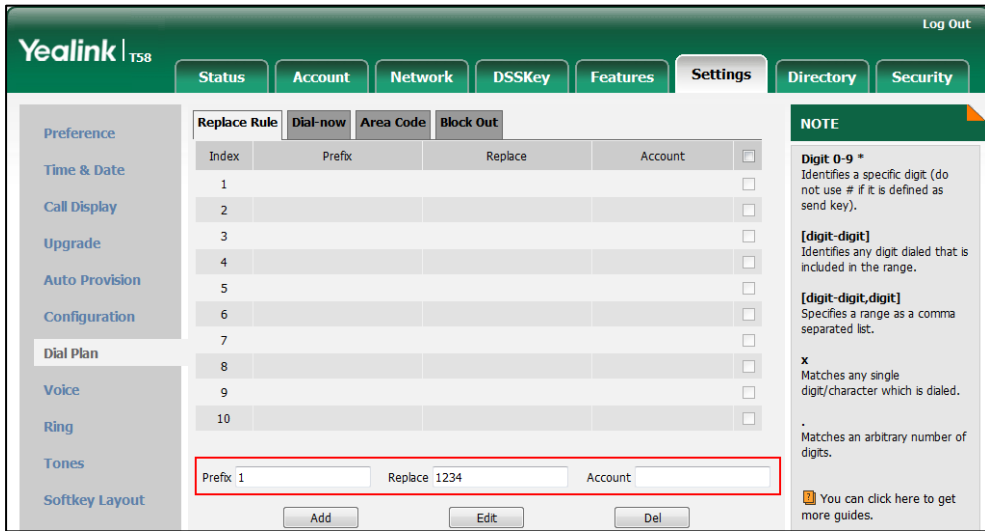 Log Out
Yealink T58
Status Account Network DSSKey Features Settings Directory Security
Preference
Time & Date
Call Display
Upgrade
Auto Provision
Configuration
Dial Plan
Voice
Ring
Tones
Softkey Layout
Replace Rule Dial-now Area Code Block Out
Index Prefix Replace Account
1
2
3
4
5
6
7
8
9
10
Prefix 1 Replace 1234 Account
Add Edit Del
NOTE
Digit 0-9 *
Identifies a specific digit (do
not use # if it is defined as
send key).
[digit-digit]
Identifies any digit dialed that is
included in the range.
[digit-digit,digit]
Specifies a range as a comma
separated list.
x
Matches any single
digit/character which is dialed.
.
Matches an arbitrary number of
digits.
? You can click here to get
more guides.